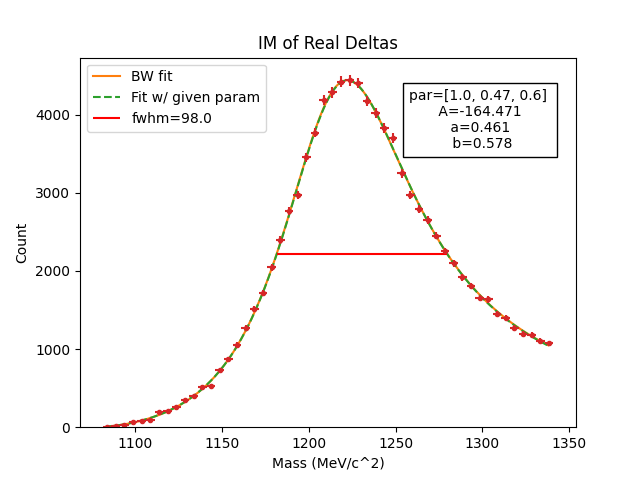 IM of Real Deltas
BW fit
Fit w/ given param
fwhm=98.0
par=[1.0, 0.47, 0.6]
A=-164.471
a=0.461
b=0.578
Count
4000
3000
2000
1000
0
1100
1150
1200
1250
1300
1350
Mass (MeV/c^2)